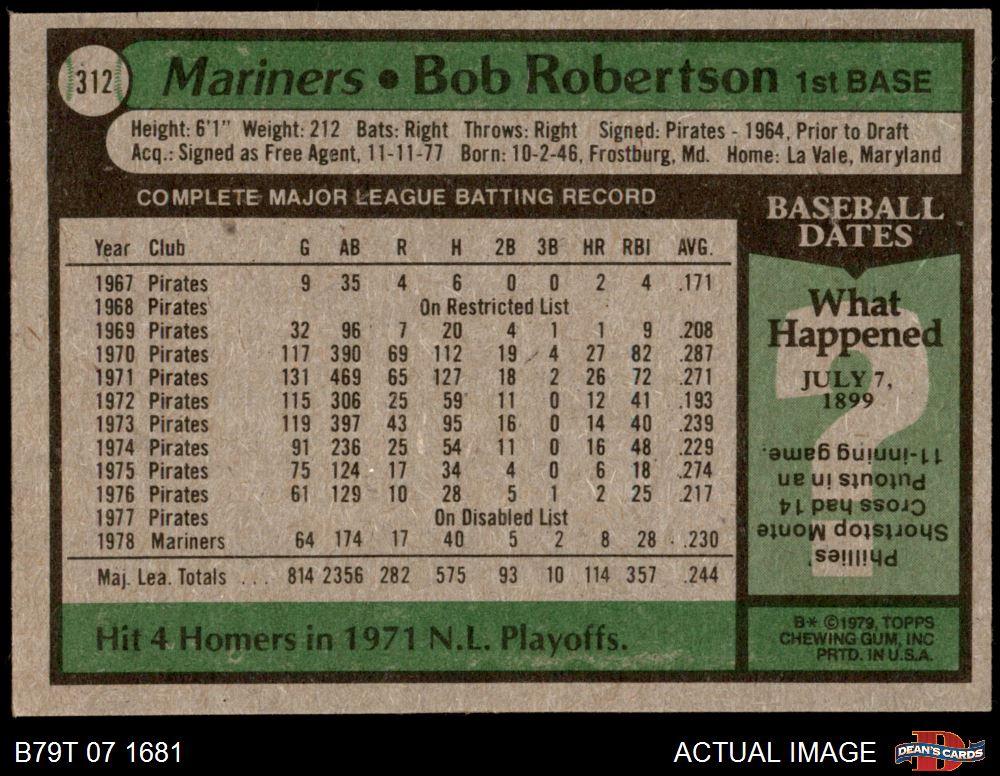 312 Mariners • Bob Robertson 1st BASE
Height: 6'1" Weight: 212 Bats: Right Throws: Right Signed: Pirates - 1964, Prior to Draft
Acq.: Signed as Free Agent, 11-11-77 Born: 10-2-46, Frostburg, Md. Home: La Vale, Maryland
COMPLETE MAJOR LEAGUE BATTING RECORD
Year Club G AB R H 2B 3B HR RBI AVG.
1967 Pirates 9 35 4 6 0 0 2 4 .171
1968 Pirates On Restricted List
1969 Pirates 32 96 7 20 4 1 1 9 .208
1970 Pirates 117 390 69 112 19 4 27 82 .287
1971 Pirates 131 469 65 127 18 2 26 72 .271
1972 Pirates 115 306 25 59 11 0 12 41 .193
1973 Pirates 119 397 43 95 16 0 14 40 .239
1974 Pirates 91 236 25 54 11 0 16 48 .229
1975 Pirates 75 124 17 34 4 0 6 18 .274
1976 Pirates 61 129 10 28 5 1 2 25 .217
1977 Pirates On Disabled List
1978 Mariners 64 174 17 40 5 2 8 28 .230
Maj. Lea. Totals ... 814 2356 282 575 93 10 114 357 .244
Hit 4 Homers in 1971 N.L. Playoffs.
BASEBALL
DATES
What
Happened
JULY 7,
1899
?
Phillies'
Shortstop Monte
Cross had 14
Putouts in an
11-inning game.
B* ©1979, TOPPS
CHEWING GUM, INC
PRTD. IN U.S.A.
B79T 07 1681
ACTUAL IMAGE
DEAN'S CARDS